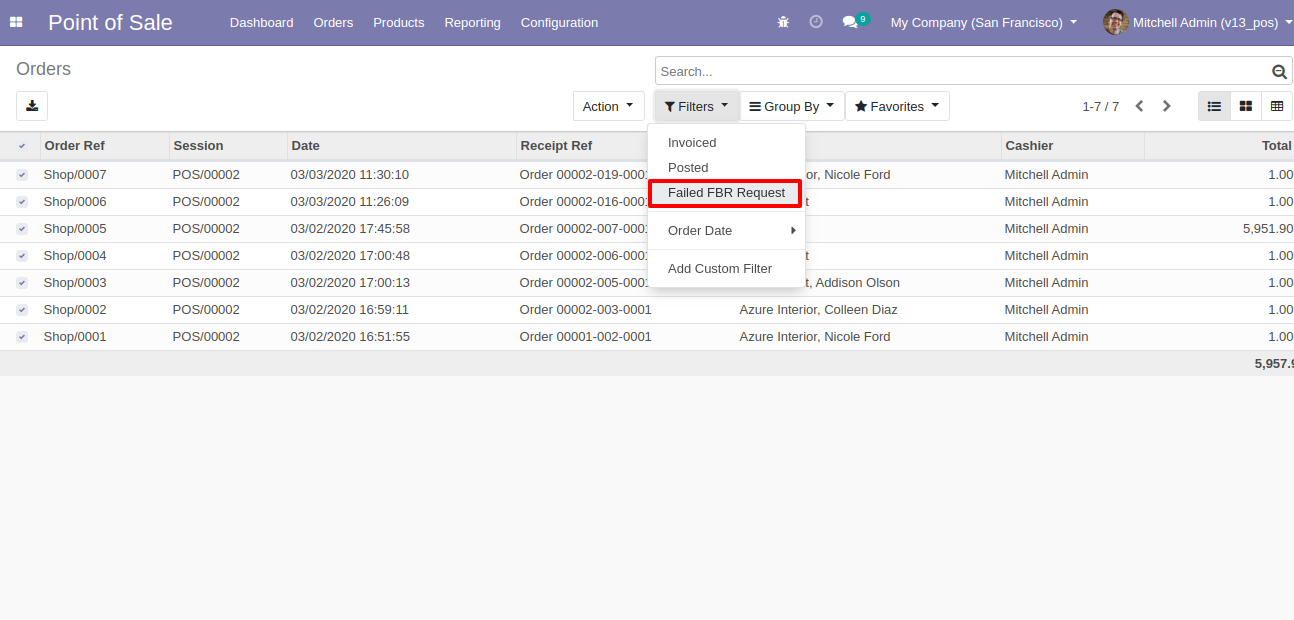 Point of Sale Dashboard Orders Products Reporting Configuration 9 My Company (San Francisco) Mitchell Admin (v13_pos)
Orders
Search...
Action Filters Group By Favorites 1-7 / 7
Order Ref Session Date Receipt Ref Cashier Total
Invoiced
Posted
Failed FBR Request
Order Date
Add Custom Filter
Shop/0007 POS/00002 03/03/2020 11:30:10 Order 00002-019-0001 or, Nicole Ford Mitchell Admin 1.00
Shop/0006 POS/00002 03/03/2020 11:26:09 Order 00002-016-0001 t Mitchell Admin 1.00
Shop/0005 POS/00002 03/02/2020 17:45:58 Order 00002-007-0001 Mitchell Admin 5,951.90
Shop/0004 POS/00002 03/02/2020 17:00:48 Order 00002-006-0001 t Mitchell Admin 1.00
Shop/0003 POS/00002 03/02/2020 17:00:13 Order 00002-005-0001 t, Addison Olson Mitchell Admin 1.00
Shop/0002 POS/00002 03/02/2020 16:59:11 Order 00002-003-0001 Azure Interior, Colleen Diaz Mitchell Admin 1.00
Shop/0001 POS/00002 03/02/2020 16:51:55 Order 00001-002-0001 Azure Interior, Nicole Ford Mitchell Admin 1.00
5,957.9